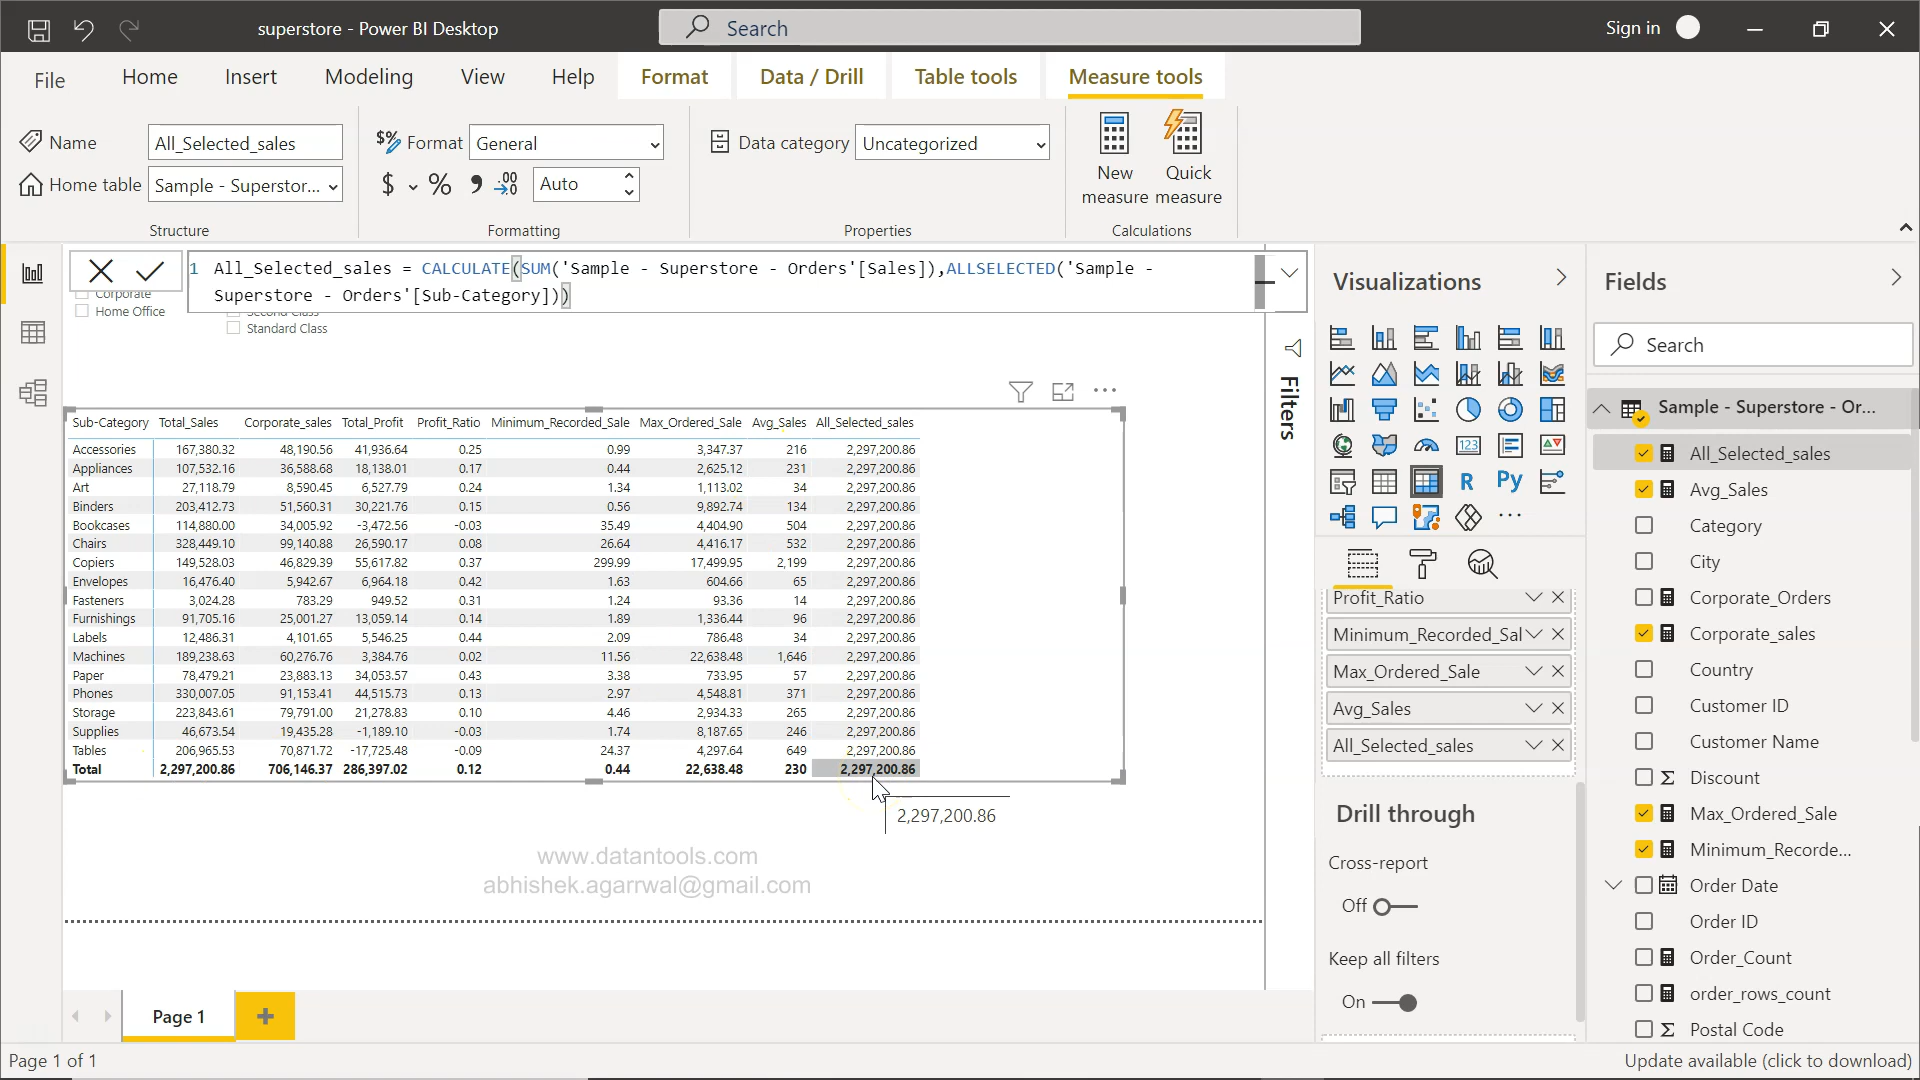 superstore - Power BI Desktop
Search
Sign in
File Home Insert Modeling View Help Format Data / Drill Table tools Measure tools
Name All_Selected_sales $% Format General Data category Uncategorized
Home table Sample - Superstor... $ % , .00 Auto New measure Quick measure
Structure Formatting Properties Calculations
1 All_Selected_sales = CALCULATE(SUM('Sample - Superstore - Orders'[Sales]),ALLSELECTED('Sample -
Superstore - Orders'[Sub-Category]))
Corporate
Home Office
Second Class
Standard Class
Sub-Category Total_Sales Corporate_sales Total_Profit Profit_Ratio Minimum_Recorded_Sale Max_Ordered_Sale Avg_Sales All_Selected_sales
Accessories 167,380.32 48,190.56 41,936.64 0.25 0.99 3,347.37 216 2,297,200.86
Appliances 107,532.16 36,588.68 18,138.01 0.17 0.44 2,625.12 231 2,297,200.86
Art 27,118.79 8,590.45 6,527.79 0.24 1.34 1,113.02 34 2,297,200.86
Binders 203,412.73 51,560.31 30,221.76 0.15 0.56 9,892.74 134 2,297,200.86
Bookcases 114,880.00 34,005.92 -3,472.56 -0.03 35.49 4,404.90 504 2,297,200.86
Chairs 328,449.10 99,140.88 26,590.17 0.08 26.64 4,416.17 532 2,297,200.86
Copiers 149,528.03 46,829.39 55,617.82 0.37 299.99 17,499.95 2,199 2,297,200.86
Envelopes 16,476.40 5,942.67 6,964.18 0.42 1.63 604.66 65 2,297,200.86
Fasteners 3,024.28 783.29 949.52 0.31 1.24 93.36 14 2,297,200.86
Furnishings 91,705.16 25,001.27 13,059.14 0.14 1.89 1,336.44 96 2,297,200.86
Labels 12,486.31 4,101.65 5,546.25 0.44 2.09 786.48 34 2,297,200.86
Machines 189,238.63 60,276.76 3,384.76 0.02 11.56 22,638.48 1,646 2,297,200.86
Paper 78,479.21 23,883.13 34,053.57 0.43 3.38 733.95 57 2,297,200.86
Phones 330,007.05 91,153.41 44,515.73 0.13 2.97 4,548.81 371 2,297,200.86
Storage 223,843.61 79,791.00 21,278.83 0.10 4.46 2,934.33 265 2,297,200.86
Supplies 46,673.54 19,435.28 -1,189.10 -0.03 1.74 8,187.65 246 2,297,200.86
Tables 206,965.53 70,871.72 -17,725.48 -0.09 24.37 4,297.64 649 2,297,200.86
Total 2,297,200.86 706,146.37 286,397.02 0.12 0.44 22,638.48 230 2,297,200.86
2,297,200.86
www.datantools.com
abhishek.agarrwal@gmail.com
Page 1
Page 1 of 1
Filters
Visualizations
123
R Py
Profit_Ratio
Minimum_Recorded_Sal
Max_Ordered_Sale
Avg_Sales
All_Selected_sales
Drill through
Cross-report
Off
Keep all filters
On
Fields
Search
Sample - Superstore - Or...
All_Selected_sales
Avg_Sales
Category
City
Corporate_Orders
Corporate_sales
Country
Customer ID
Customer Name
Σ Discount
Max_Ordered_Sale
Minimum_Recorde...
Order Date
Order ID
Order_Count
order_rows_count
Σ Postal Code
Update available (click to download)